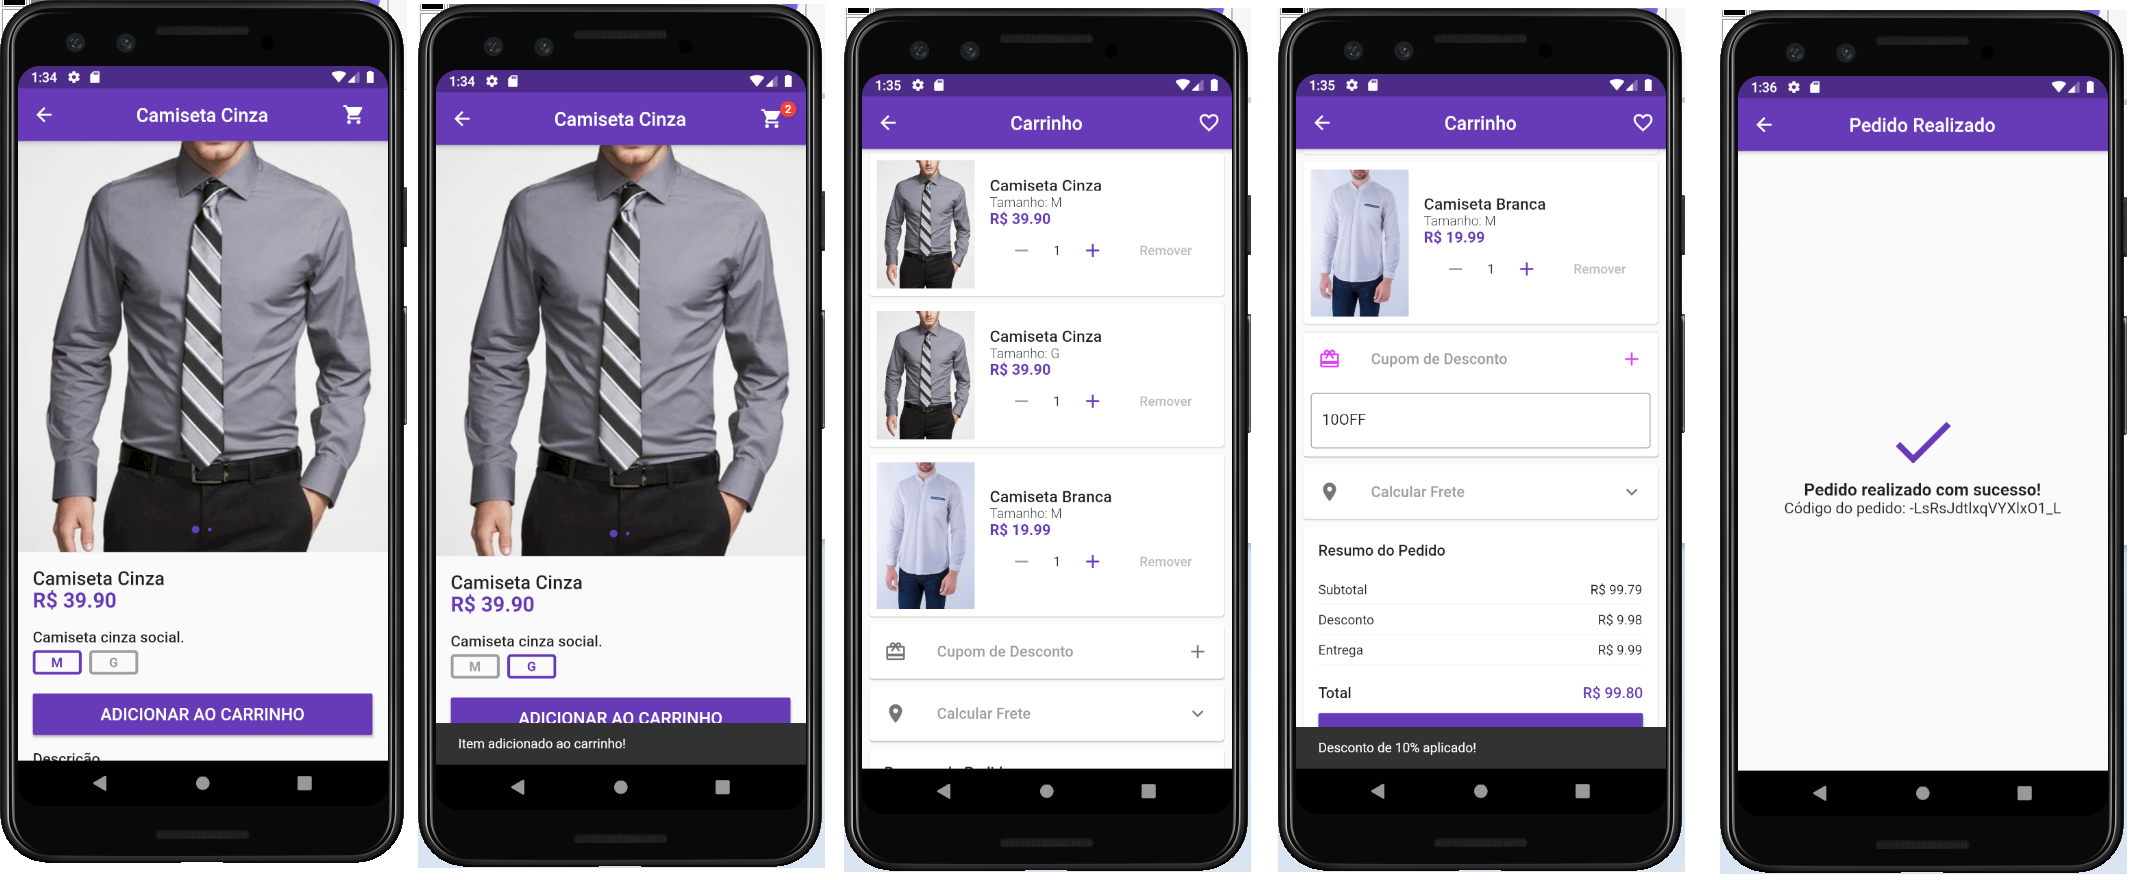 1:34
Camiseta Cinza
Camiseta Cinza
R$ 39.90
Camiseta cinza social.
M
G
ADICIONAR AO CARRINHO
Descrição
1:34
Camiseta Cinza
2
Camiseta Cinza
R$ 39.90
Camiseta cinza social.
M
G
ADICIONAR AO CARRINHO
Item adicionado ao carrinho!
1:35
Carrinho
Camiseta Cinza
Tamanho: M
R$ 39.90
1
Remover
Camiseta Cinza
Tamanho: G
R$ 39.90
1
Remover
Camiseta Branca
Tamanho: M
R$ 19.99
1
Remover
Cupom de Desconto
Calcular Frete
1:35
Carrinho
Camiseta Branca
Tamanho: M
R$ 19.99
1
Remover
Cupom de Desconto
10OFF
Calcular Frete
Resumo do Pedido
Subtotal R$ 99.79
Desconto R$ 9.98
Entrega R$ 9.99
Total R$ 99.80
Desconto de 10% aplicado!
1:36
Pedido Realizado
Pedido realizado com sucesso!